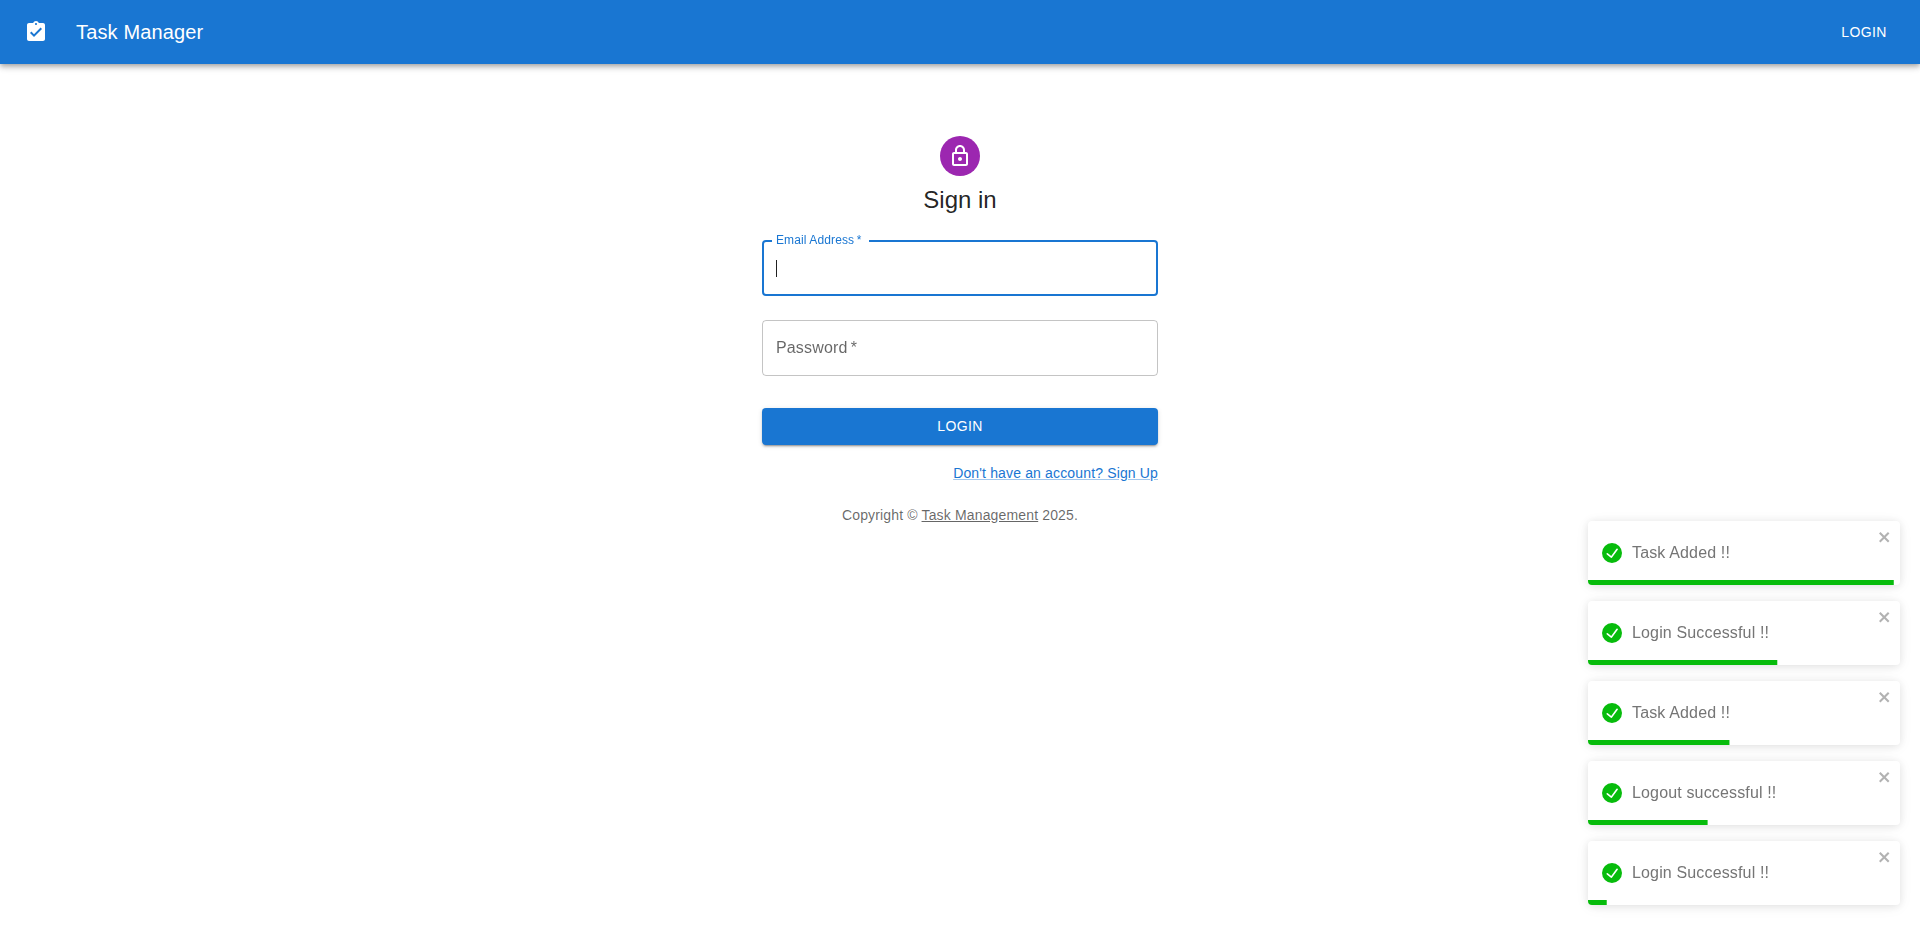 Task Manager
LOGIN
Sign in
Email Address *
Password *
LOGIN
Don't have an account? Sign Up
Copyright © Task Management 2025.
Task Added !!
Login Successful !!
Task Added !!
Logout successful !!
Login Successful !!